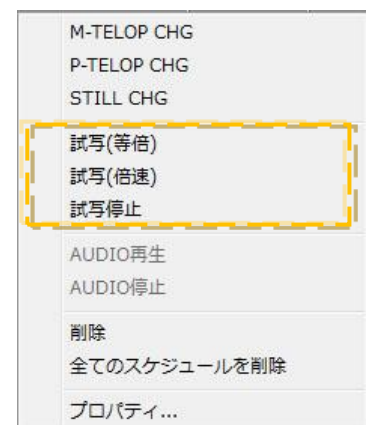 M-TELOP CHG
P-TELOP CHG
STILL CHG
試写(等倍)
試写(倍速)
試写停止
AUDIO再生
AUDIO停止
削除
全てのスケジュールを削除
プロパティ...